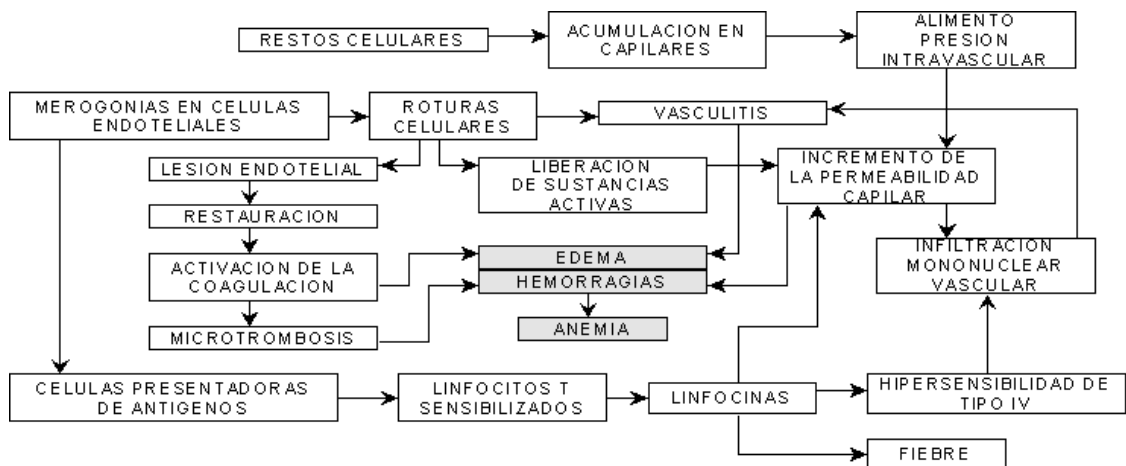 RESTOS CELULARES
ACUMULACION EN
CAPILARES
ALIMENTO
PRESION
INTRAVASCULAR
MEROGONIAS EN CELULAS
ENDOTELIALES
ROTURAS
CELULARES
VASCULITIS
LESION ENDOTELIAL
LIBERACION
DE SUSTANCIAS
ACTIVAS
INCREMENTO DE
LA PERMEABILIDAD
CAPILAR
RESTAURACION
ACTIVACION DE LA
COAGULACION
EDEMA
HEMORRAGIAS
INFILTRACION
MONONUCLEAR
VASCULAR
MICROTROMBOSIS
ANEMIA
CELULAS PRESENTADORAS
DE ANTIGENOS
LINFOCITOS T
SENSIBILIZADOS
LINFOCINAS
HIPERSENSIBILIDAD DE
TIPO IV
FIEBRE